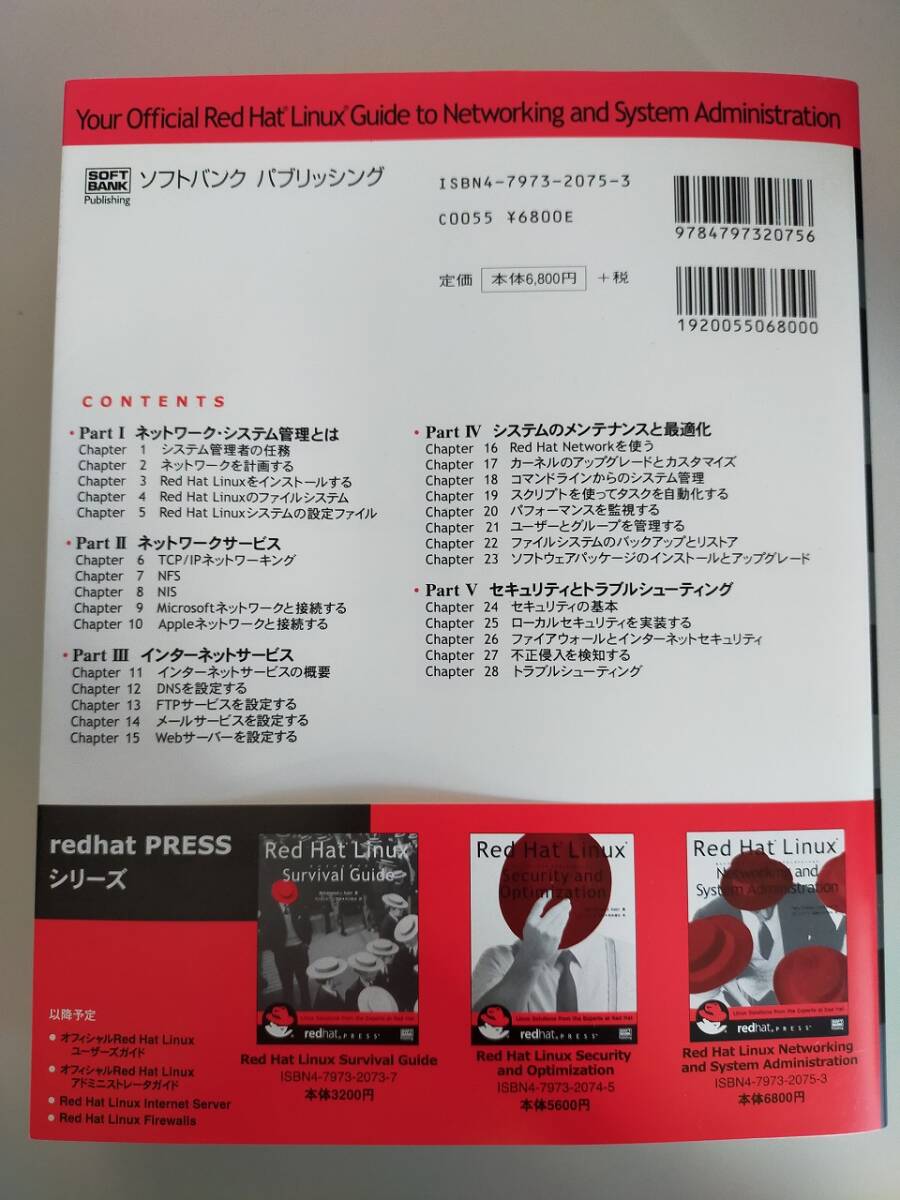 Your Official Red Hat® Linux® Guide to Networking and System Administration
SOFT
BANK
Publishing
ソフトバンク パブリッシング
ISBN4-7973-2075-3
C0055 ¥6800E
9784797320756
定価 本体6,800円 +税
1920055068000
CONTENTS
・Part Ⅰ ネットワーク・システム管理とは
Chapter 1 システム管理者の任務
Chapter 2 ネットワークを計画する
Chapter 3 Red Hat Linuxをインストールする
Chapter 4 Red Hat Linuxのファイルシステム
Chapter 5 Red Hat Linuxシステムの設定ファイル
・Part Ⅱ ネットワークサービス
Chapter 6 TCP/IPネットワーキング
Chapter 7 NFS
Chapter 8 NIS
Chapter 9 Microsoftネットワークと接続する
Chapter 10 Appleネットワークと接続する
・Part Ⅲ インターネットサービス
Chapter 11 インターネットサービスの概要
Chapter 12 DNSを設定する
Chapter 13 FTPサービスを設定する
Chapter 14 メールサービスを設定する
Chapter 15 Webサーバーを設定する
・Part Ⅳ システムのメンテナンスと最適化
Chapter 16 Red Hat Networkを使う
Chapter 17 カーネルのアップグレードとカスタマイズ
Chapter 18 コマンドラインからのシステム管理
Chapter 19 スクリプトを使ってタスクを自動化する
Chapter 20 パフォーマンスを監視する
Chapter 21 ユーザーとグループを管理する
Chapter 22 ファイルシステムのバックアップとリストア
Chapter 23 ソフトウェアパッケージのインストールとアップグレード
・Part Ⅴ セキュリティとトラブルシューティング
Chapter 24 セキュリティの基本
Chapter 25 ローカルセキュリティを実装する
Chapter 26 ファイアウォールとインターネットセキュリティ
Chapter 27 不正侵入を検知する
Chapter 28 トラブルシューティング
redhat PRESS
シリーズ
以降予定
● オフィシャルRed Hat Linux
ユーザーズガイド
● オフィシャルRed Hat Linux
アドミニストレータガイド
● Red Hat Linux Internet Server
● Red Hat Linux Firewalls
Red Hat® Linux®
Survival Guide
Linux Solutions from the Experts at Red Hat
redhat® PRESS™
Red Hat Linux Survival Guide
ISBN4-7973-2073-7
本体3200円
Red Hat® Linux®
Security and
Optimization
Linux Solutions from the Experts at Red Hat
redhat® PRESS™
Red Hat Linux Security
and Optimization
ISBN4-7973-2074-5
本体5600円
Red Hat® Linux®
Networking and
System Administration
Linux Solutions from the Experts at Red Hat
redhat® PRESS™
Red Hat Linux Networking
and System Administration
ISBN4-7973-2075-3
本体6800円